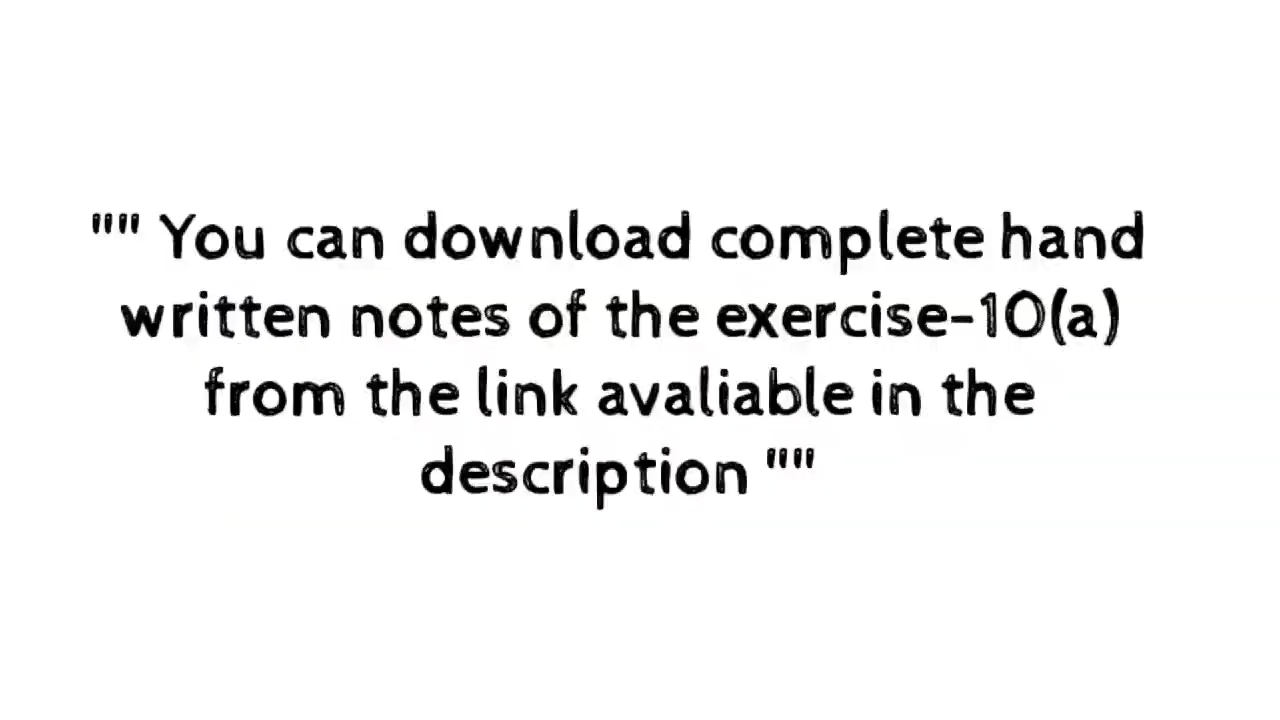 "" You can download complete hand
written notes of the exercise-10(a)
from the link avaliable in the
description ""